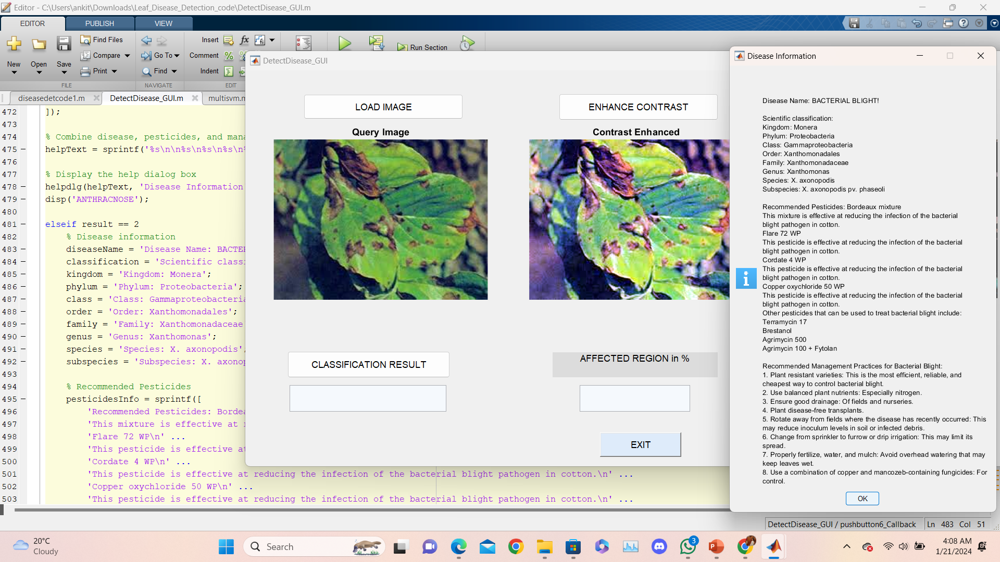 Editor - C:\Users\ankit\Downloads\Leaf_Disease_Detection_code\DetectDisease_GUI.m
EDITOR
PUBLISH
VIEW
New
Open
Save
Find Files
Compare
Print
Go To
Find
Insert
Comment
Indent
fx
Run Section
FILE
NAVIGATE
EDIT
diseasedetcode1.m
DetectDisease_GUI.m
multisvm.m
472 ]);
473
474 % Combine disease, pesticides, and mana
475 helpText = sprintf('%s\n\n%s\n%s\n%s\n%
476
477 % Display the help dialog box
478 helpdlg(helpText, 'Disease Information
479 disp('ANTHRACNOSE');
480
481 elseif result == 2
482 % Disease information
483 diseaseName = 'Disease Name: BACTER
484 classification = 'Scientific classi
485 kingdom = 'Kingdom: Monera';
486 phylum = 'Phylum: Proteobacteria';
487 class = 'Class: Gammaproteobacteria
488 order = 'Order: Xanthomonadales';
489 family = 'Family: Xanthomonadaceae
490 genus = 'Genus: Xanthomonas';
491 species = 'Species: X. axonopodis'
492 subspecies = 'Subspecies: X. axonop
493
494 % Recommended Pesticides
495 pesticidesInfo = sprintf([
496 'Recommended Pesticides: Bordea
497 'This mixture is effective at r
498 'Flare 72 WP\n' ...
499 'This pesticide is effective at
500 'Cordate 4 WP\n' ...
501 'This pesticide is effective at reducing the infection of the bacterial blight pathogen in cotton.\n' ...
502 'Copper oxychloride 50 WP\n' ...
503 'This pesticide is effective at reducing the infection of the bacterial blight pathogen in cotton.\n' ...
DetectDisease_GUI
LOAD IMAGE
ENHANCE CONTRAST
Query Image
Contrast Enhanced
CLASSIFICATION RESULT
AFFECTED REGION in %
EXIT
Disease Information
Disease Name: BACTERIAL BLIGHT!
Scientific classification:
Kingdom: Monera
Phylum: Proteobacteria
Class: Gammaproteobacteria
Order: Xanthomonadales
Family: Xanthomonadaceae
Genus: Xanthomonas
Species: X. axonopodis
Subspecies: X. axonopodis pv. phaseoli
Recommended Pesticides: Bordeaux mixture
This mixture is effective at reducing the infection of the bacterial
blight pathogen in cotton.
Flare 72 WP
This pesticide is effective at reducing the infection of the bacterial
blight pathogen in cotton.
Cordate 4 WP
This pesticide is effective at reducing the infection of the bacterial
blight pathogen in cotton.
Copper oxychloride 50 WP
This pesticide is effective at reducing the infection of the bacterial
blight pathogen in cotton.
Other pesticides that can be used to treat bacterial blight include:
Terramycin 17
Brestanol
Agrimycin 500
Agrimycin 100 + Fytolan
Recommended Management Practices for Bacterial Blight:
1. Plant resistant varieties: This is the most efficient, reliable, and
cheapest way to control bacterial blight.
2. Use balanced plant nutrients: Especially nitrogen.
3. Ensure good drainage: Of fields and nurseries.
4. Plant disease-free transplants.
5. Rotate away from fields where the disease has recently occurred: This
may reduce inoculum levels in soil or infected debris.
6. Change from sprinkler to furrow or drip irrigation: This may limit its
spread.
7. Properly fertilize, water, and mulch: Avoid overhead watering that may
keep leaves wet.
8. Use a combination of copper and mancozeb-containing fungicides: For
control.
OK
DetectDisease_GUI / pushbutton6_Callback
Ln 483 Col 51
20°C
Cloudy
Search
3
4:08 AM
1/21/2024